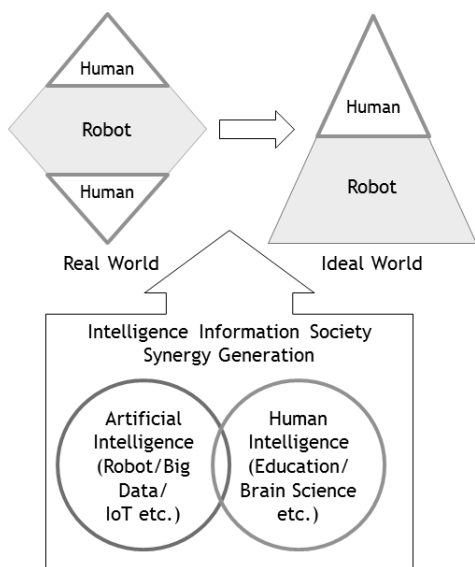 Human
Robot
Human
Real World
Human
Robot
Ideal World
Intelligence Information Society
Synergy Generation
Artificial
Intelligence
(Robot/Big
Data/
IoT etc.)
Human
Intelligence
(Education/
Brain Science
etc.)